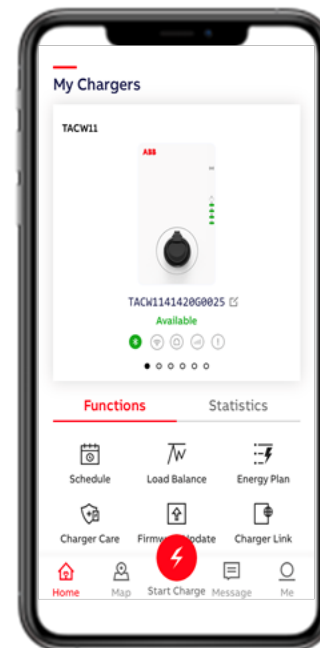 My Chargers
TACW11
ABB
TACW1141420G0025
Available
Functions Statistics
Schedule Load Balance Energy Plan
Charger Care Firmware Update Charger Link
Home Map Start Charge Message Me